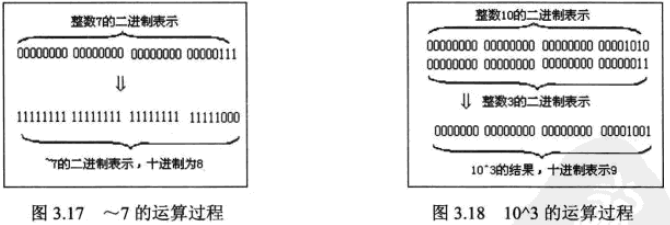 整数7的二进制表示
00000000 00000000 00000000 00000111
⇓
11111111 11111111 11111111 11111000
~7的二进制表示，十进制为8
图 3.17 ～7 的运算过程
整数10的二进制表示
00000000 00000000 00000000 00001010
00000000 00000000 00000000 00000011
⇓ 整数3的二进制表示
0000000 00000000 00000000 00001001
10^3的结果，十进制表示9
图 3.18 10^3 的运算过程